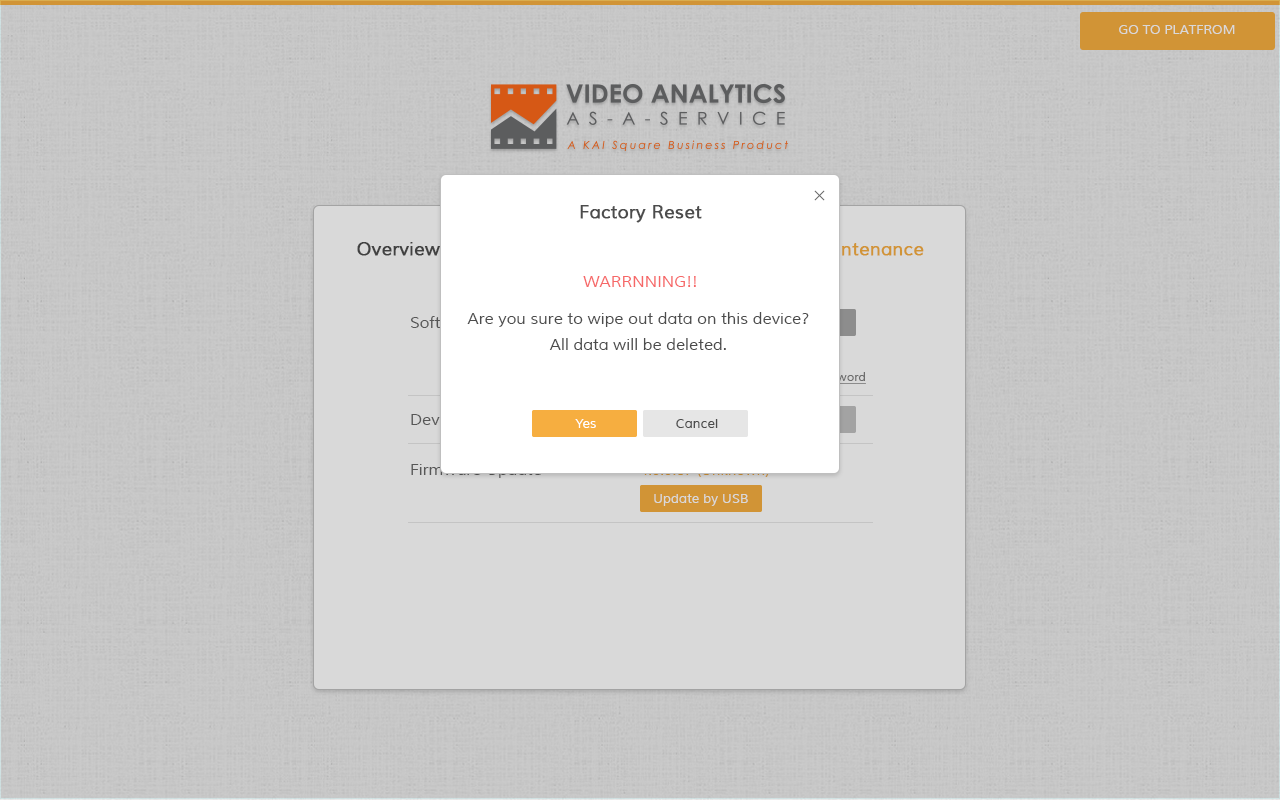 GO TO PLATFROM
VIDEO ANALYTICS
AS-A-SERVICE
A KAI Square Business Product
Factory Reset
Overview
ntenance
WARRNNING!!
Are you sure to wipe out data on this device?
All data will be deleted.
Soft
word
Yes
Cancel
Dev
Firmware Update
Update by USB